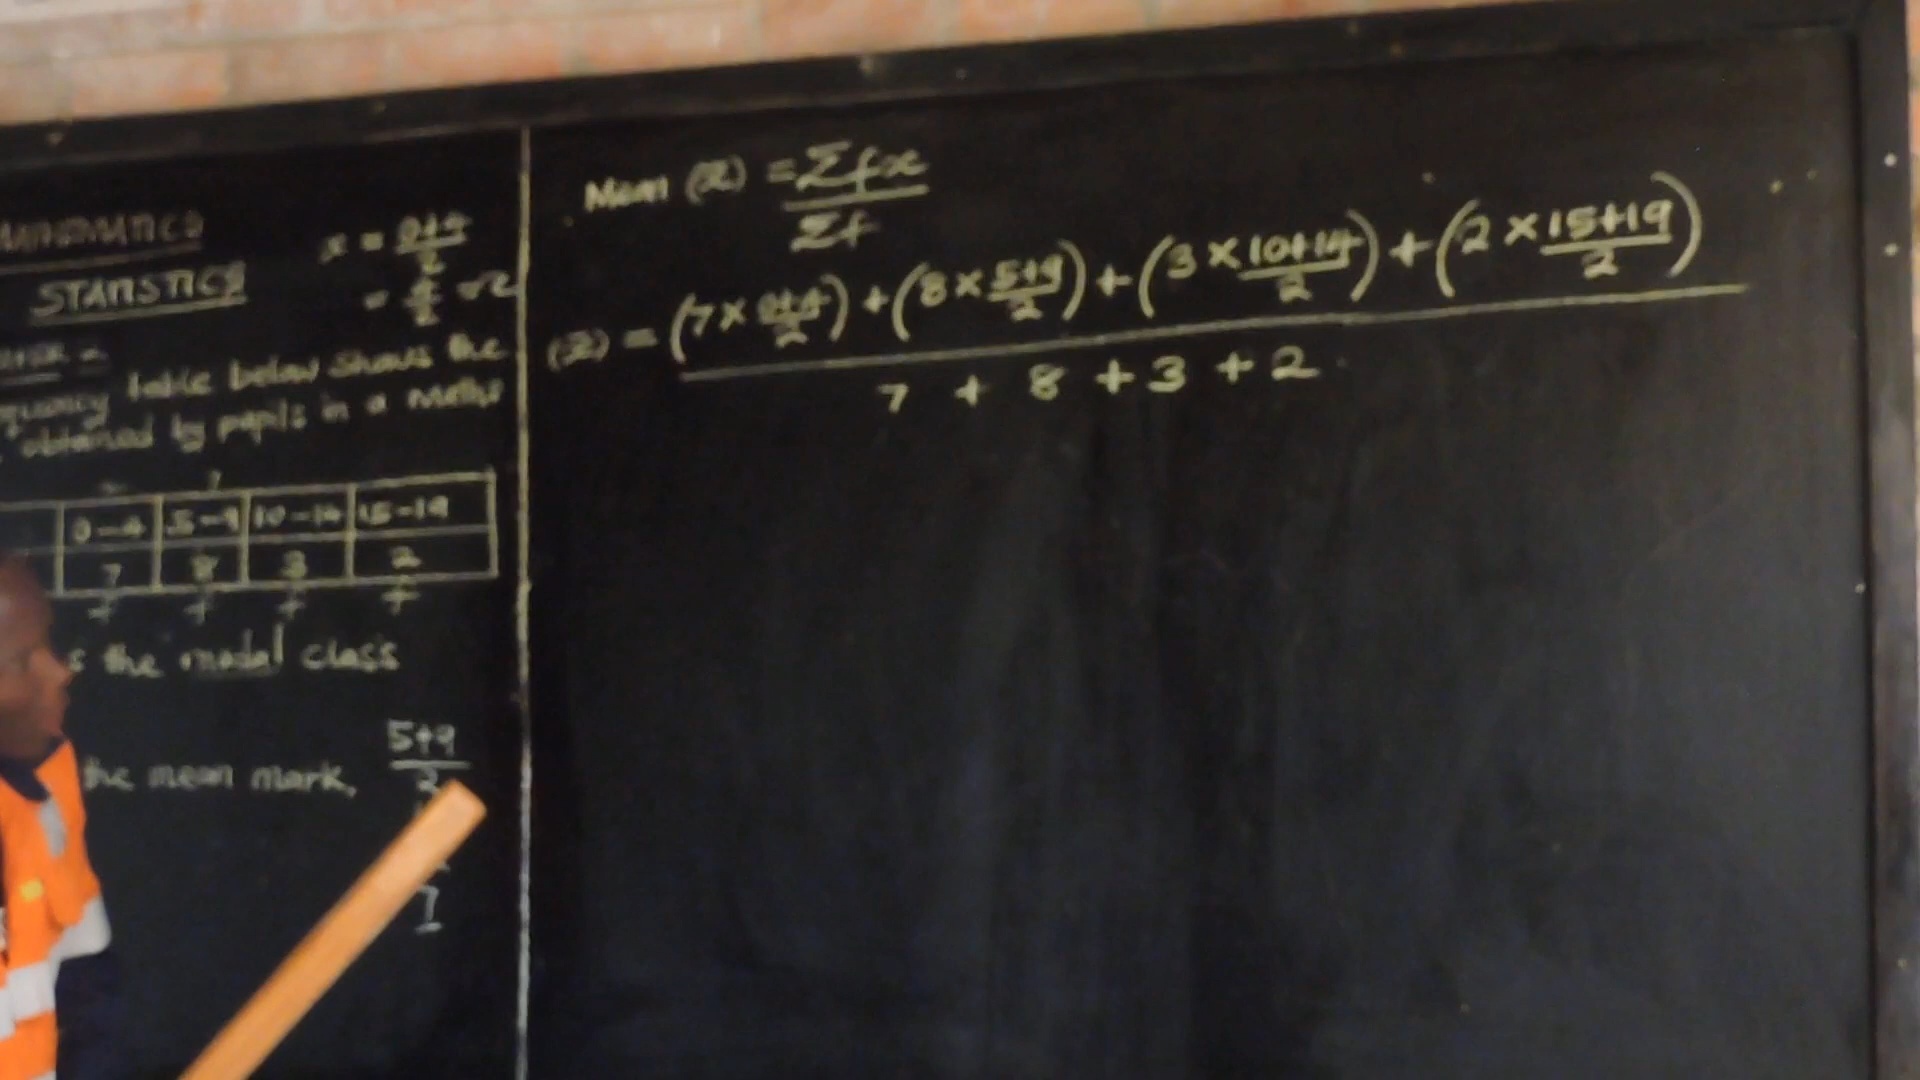 MATHEMATICS
STATISTICS
x = 0+4/2
= 4/2 = 2
table below shows the
obtained by pupils in a Maths
0-4 5-9 10-14 15-19
7 8 3 2
f f f f
the modal class
the mean mark.
5+9/2
7
Mean (x̄) = Σfx/Σf
(x̄) = (7 × 0+4/2) + (8 × 5+9/2) + (3 × 10+14/2) + (2 × 15+19/2)
7 + 8 + 3 + 2